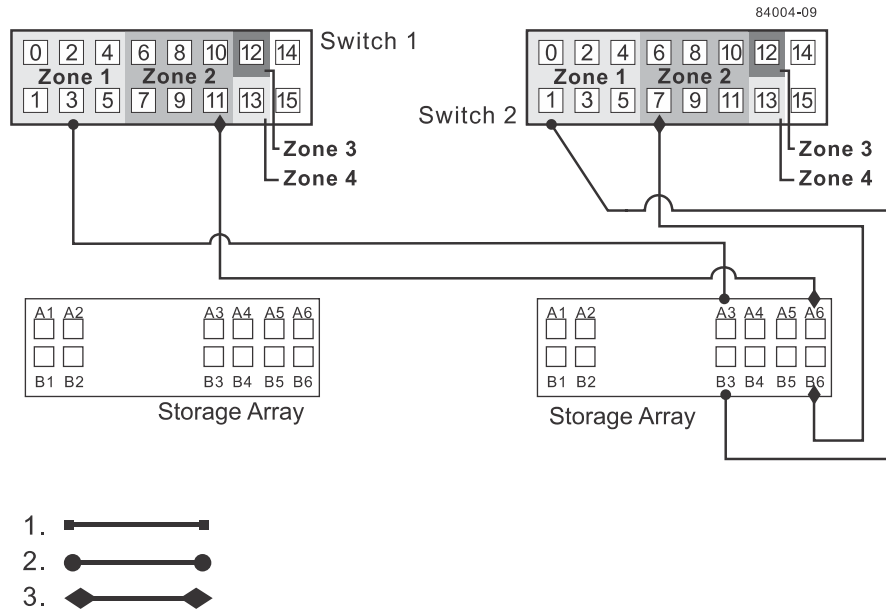 84004-09
0 2 4 6 8 10 12 14 Switch 1
Zone 1 Zone 2
1 3 5 7 9 11 13 15
Zone 3
Zone 4
0 2 4 6 8 10 12 14
Zone 1 Zone 2
Switch 2 1 3 5 7 9 11 13 15
Zone 3
Zone 4
A1 A2 A3 A4 A5 A6
B1 B2 B3 B4 B5 B6
Storage Array
A1 A2 A3 A4 A5 A6
B1 B2 B3 B4 B5 B6
Storage Array
1.
2.
3.